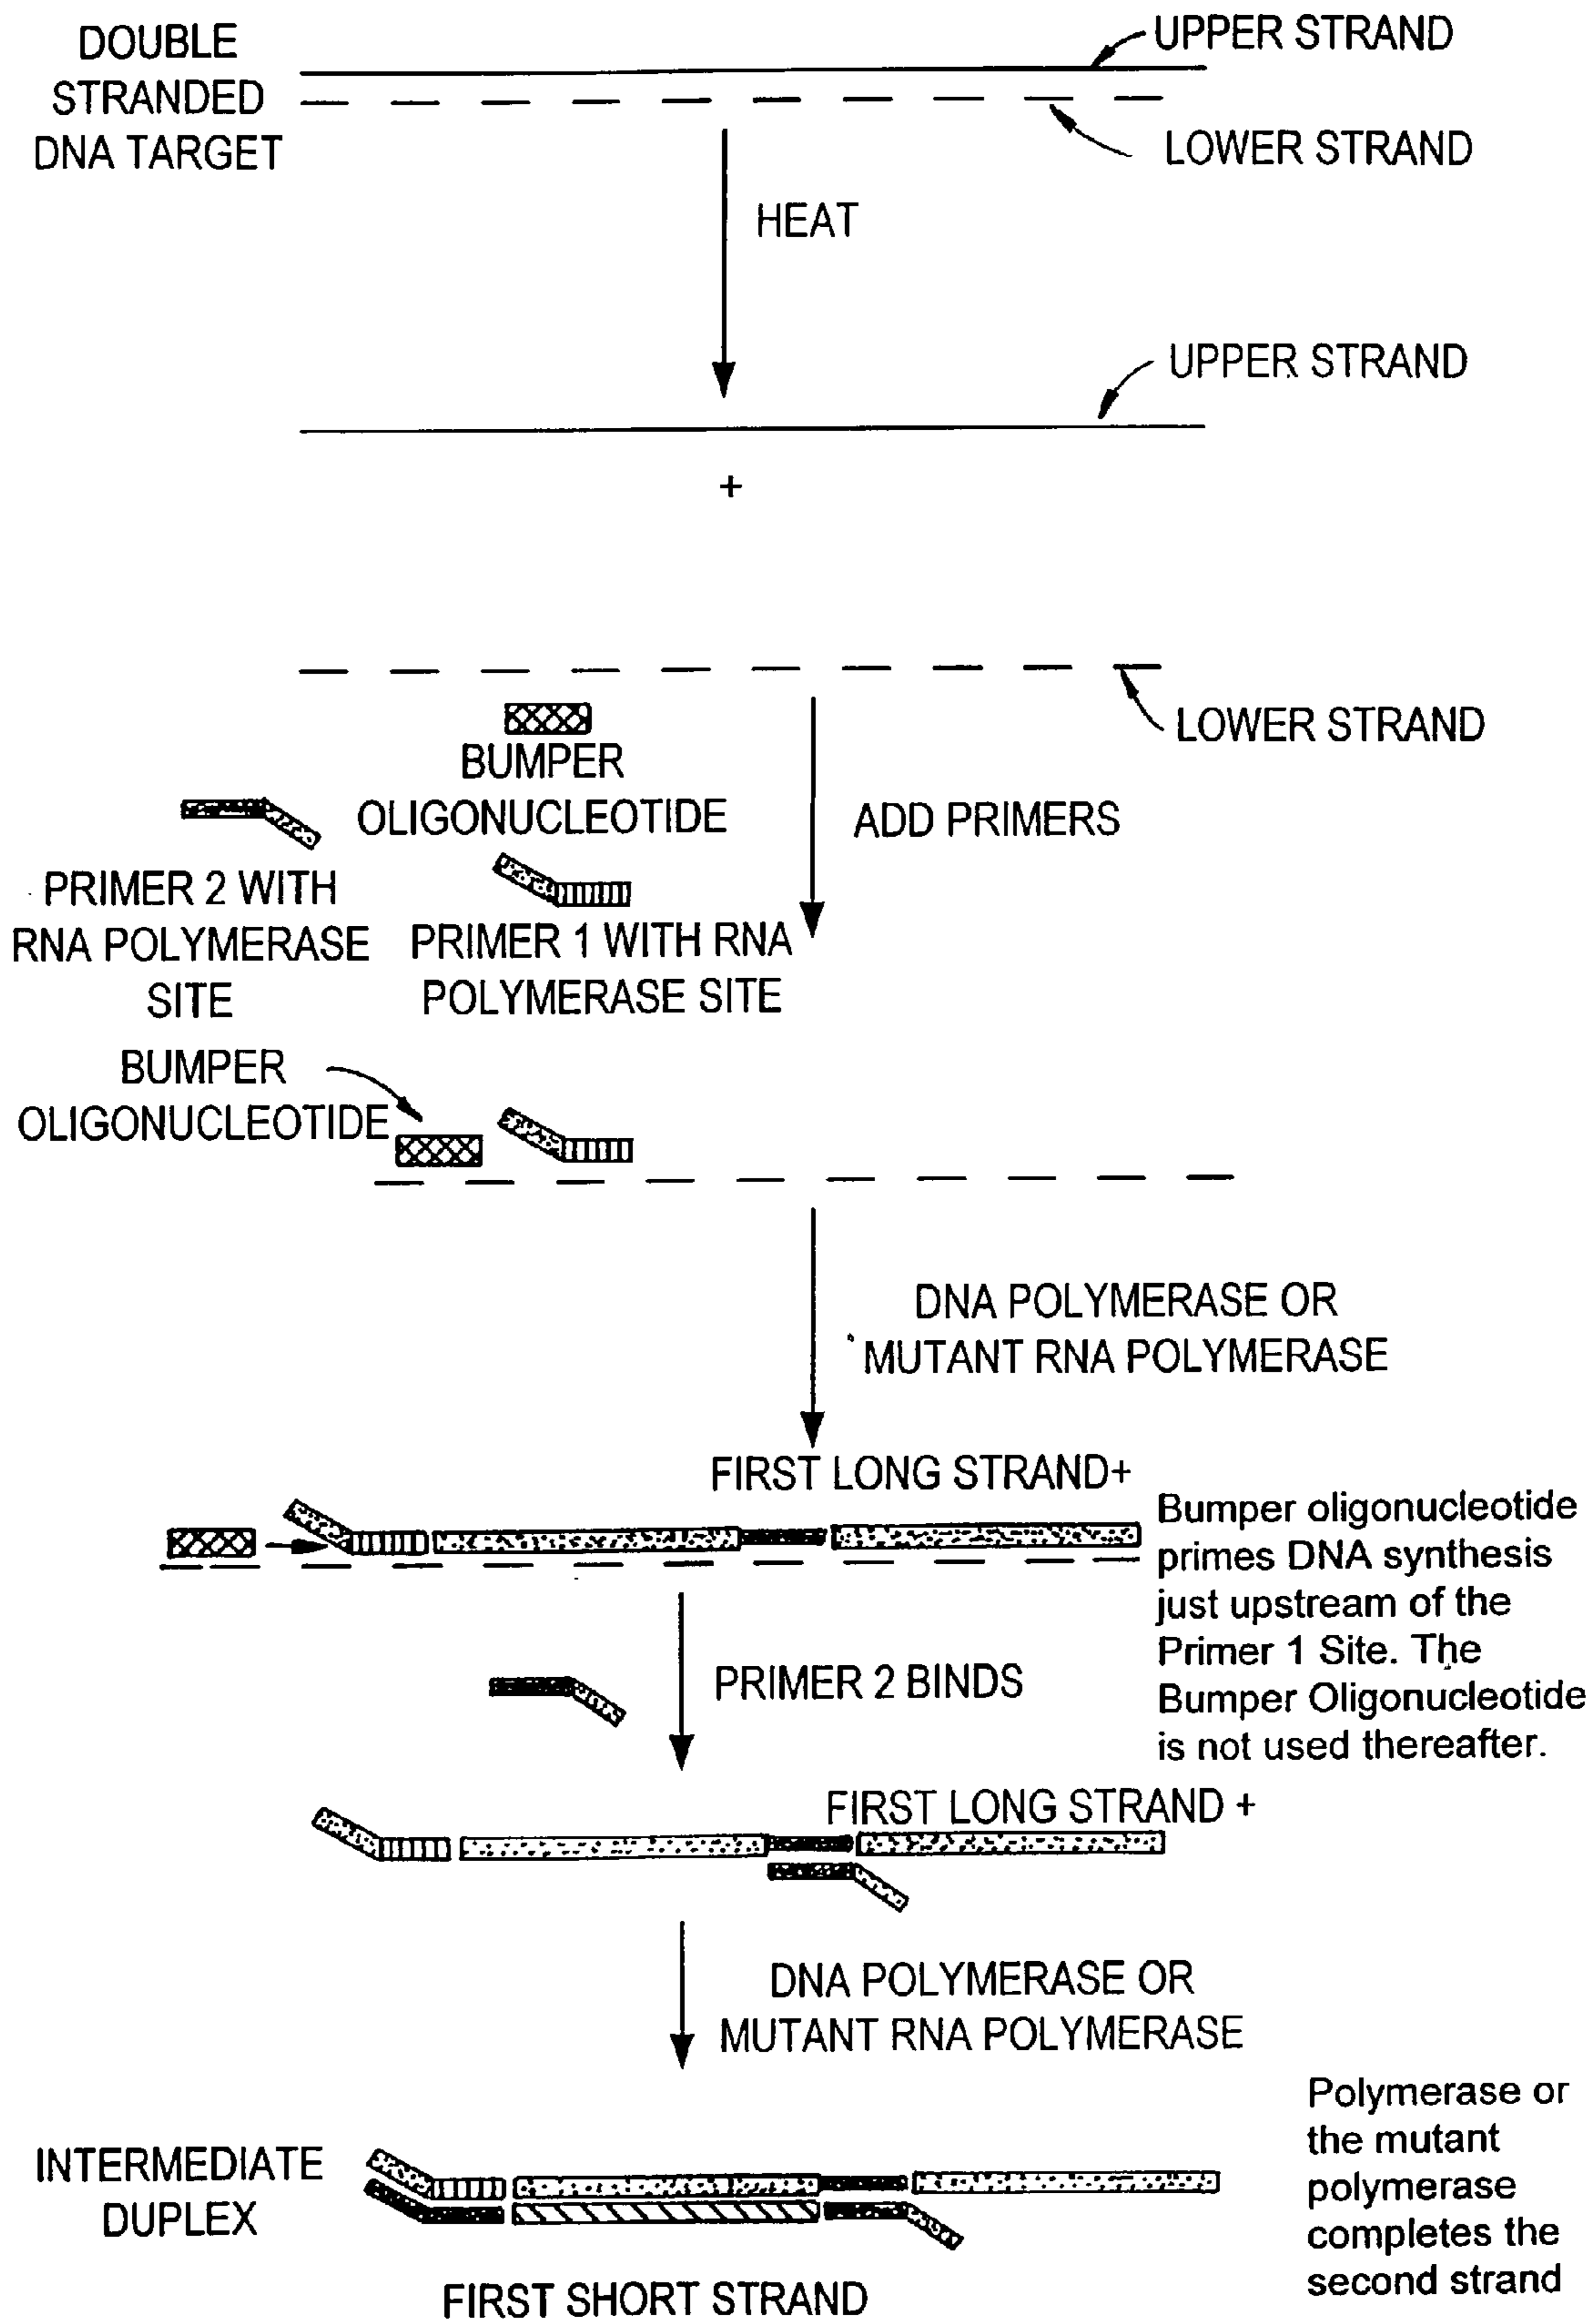 DOUBLE
STRANDED
DNA TARGET
UPPER STRAND
LOWER STRAND
HEAT
UPPER STRAND
+
LOWER STRAND
BUMPER
OLIGONUCLEOTIDE
ADD PRIMERS
PRIMER 2 WITH
RNA POLYMERASE
SITE
PRIMER 1 WITH RNA
POLYMERASE SITE
BUMPER
OLIGONUCLEOTIDE
DNA POLYMERASE OR
MUTANT RNA POLYMERASE
FIRST LONG STRAND+
Bumper oligonucleotide
primes DNA synthesis
just upstream of the
Primer 1 Site. The
Bumper Oligonucleotide
is not used thereafter.
PRIMER 2 BINDS
FIRST LONG STRAND +
DNA POLYMERASE OR
MUTANT RNA POLYMERASE
Polymerase or
the mutant
polymerase
completes the
second strand
INTERMEDIATE
DUPLEX
FIRST SHORT STRAND